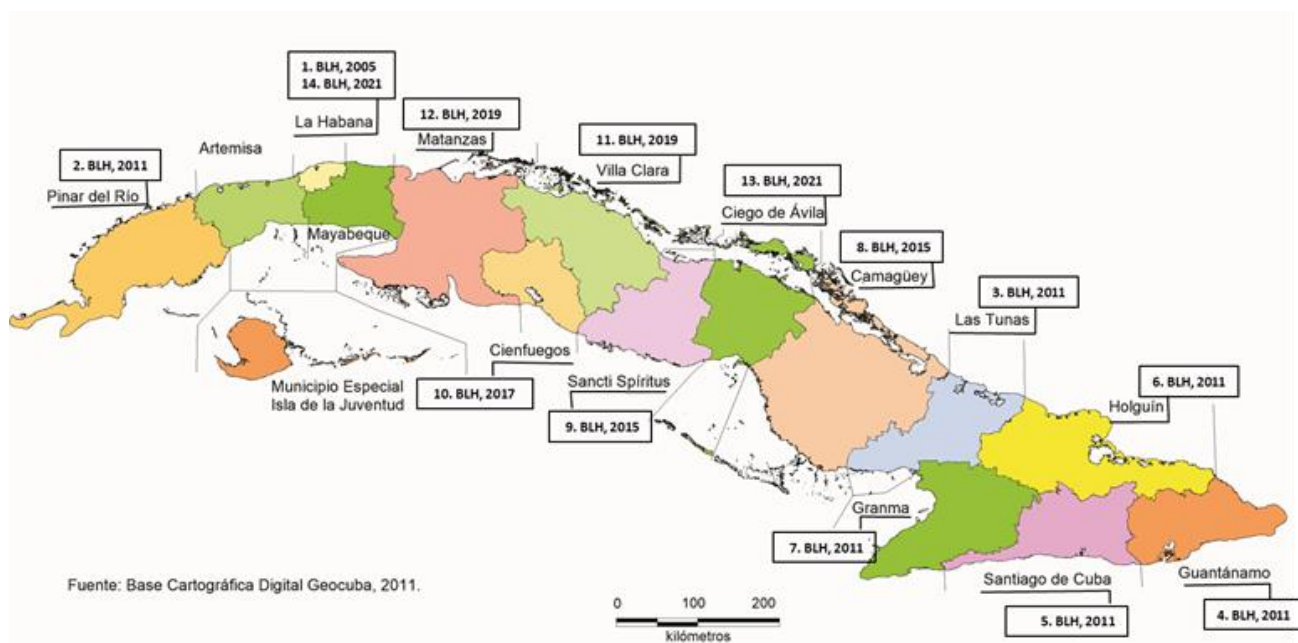 1. BLH, 2005
14. BLH, 2021
La Habana
12. BLH, 2019
Matanzas
11. BLH, 2019
Villa Clara
Artemisa
2. BLH, 2011
Pinar del Río
13. BLH, 2021
Ciego de Ávila
Mayabeque
8. BLH, 2015
Camagüey
3. BLH, 2011
Las Tunas
Cienfuegos
10. BLH, 2017
Municipio Especial
Isla de la Juventud
Sancti Spíritus
9. BLH, 2015
6. BLH, 2011
Holguín
Granma
7. BLH, 2011
Santiago de Cuba
5. BLH, 2011
Guantánamo
4. BLH, 2011
Fuente: Base Cartográfica Digital Geocuba, 2011.
0 100 200
kilómetros